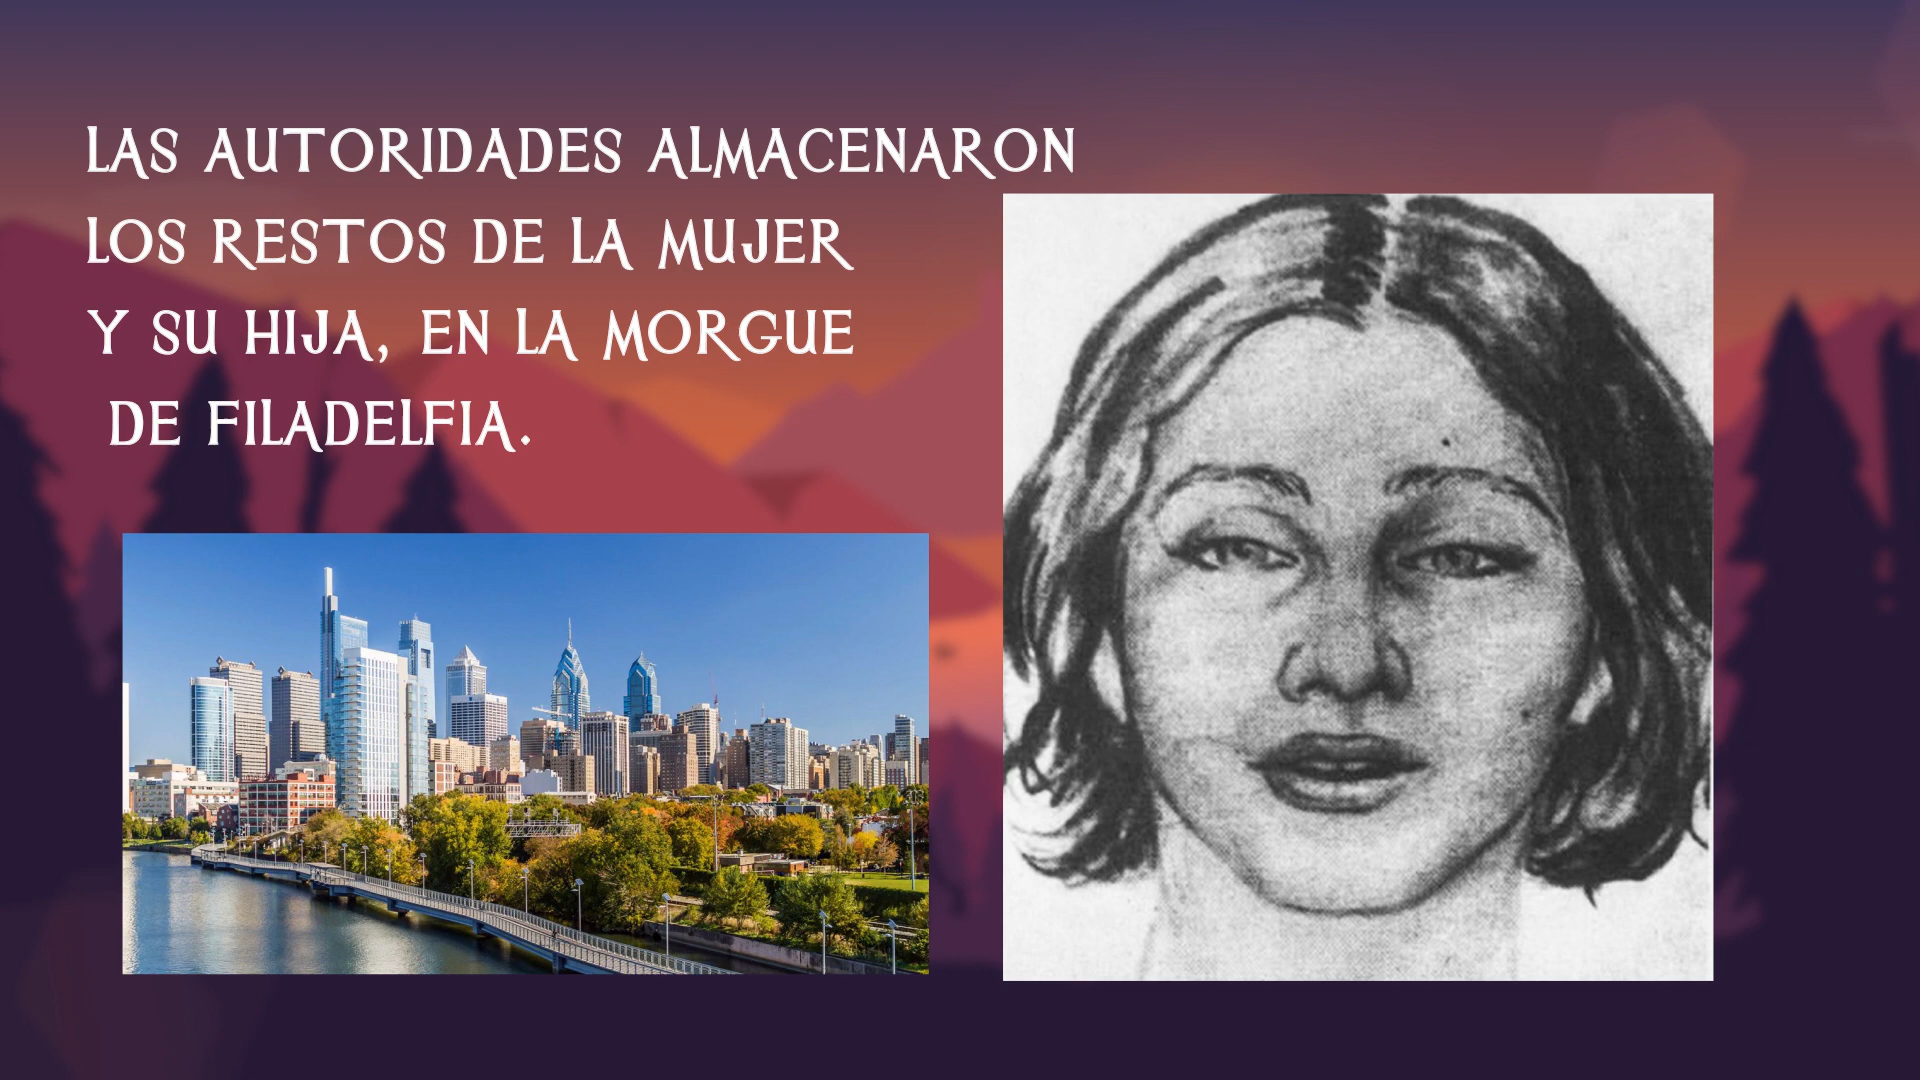 LAS AUTORIDADES ALMACENARON
LOS RESTOS DE LA MUJER
Y SU HIJA, EN LA MORGUE
DE FILADELFIA.